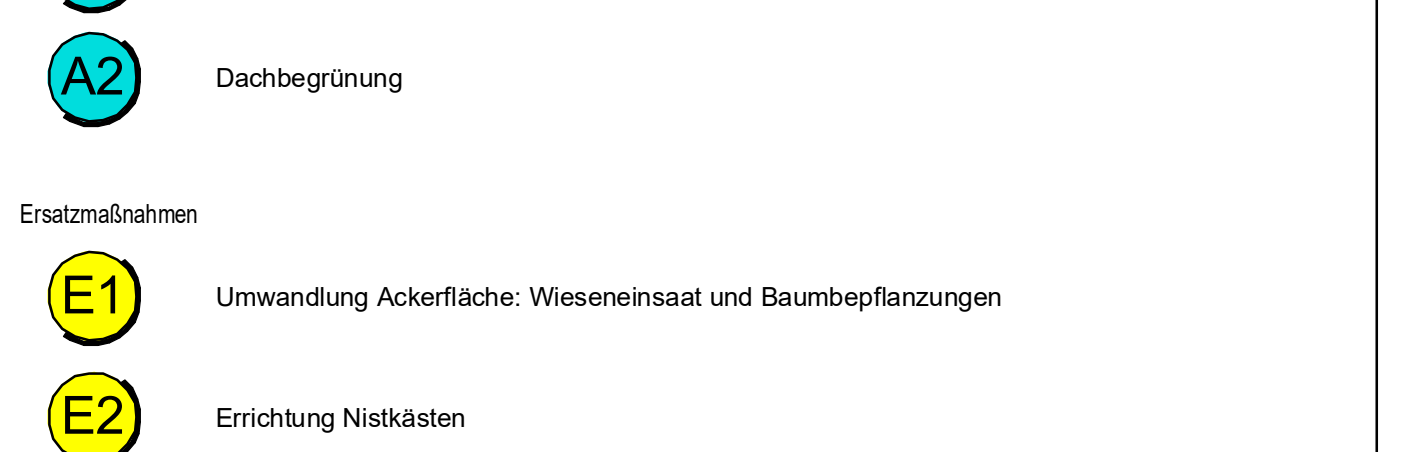 A2 Dachbegrünung
Ersatzmaßnahmen
E1 Umwandlung Ackerfläche: Wieseneinsaat und Baumbepflanzungen
E2 Errichtung Nistkästen